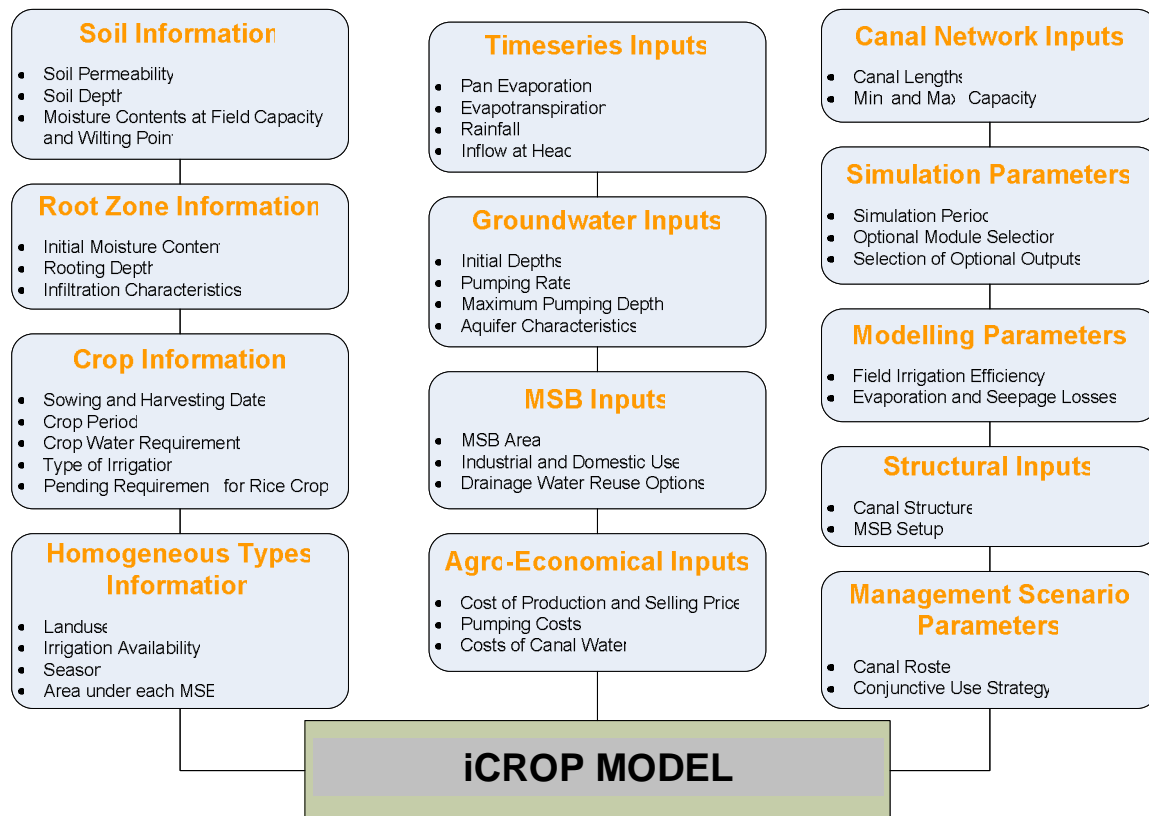 Soil Information
• Soil Permeability
• Soil Depth
• Moisture Contents at Field Capacity
and Wilting Point
Root Zone Information
• Initial Moisture Content
• Rooting Depth
• Infiltration Characteristics
Crop Information
• Sowing and Harvesting Date
• Crop Period
• Crop Water Requirement
• Type of Irrigation
• Pending Requirement for Rice Crop
Homogeneous Types
Information
• Landuse
• Irrigation Availability
• Season
• Area under each MSB
Timeseries Inputs
• Pan Evaporation
• Evapotranspiration
• Rainfall
• Inflow at Head
Groundwater Inputs
• Initial Depths
• Pumping Rate
• Maximum Pumping Depth
• Aquifer Characteristics
MSB Inputs
• MSB Area
• Industrial and Domestic Use
• Drainage Water Reuse Options
Agro-Economical Inputs
• Cost of Production and Selling Price
• Pumping Costs
• Costs of Canal Water
Canal Network Inputs
• Canal Lengths
• Min and Max Capacity
Simulation Parameters
• Simulation Period
• Optional Module Selection
• Selection of Optional Outputs
Modelling Parameters
• Field Irrigation Efficiency
• Evaporation and Seepage Losses
Structural Inputs
• Canal Structure
• MSB Setup
Management Scenario
Parameters
• Canal Roste
• Conjunctive Use Strategy
iCROP MODEL